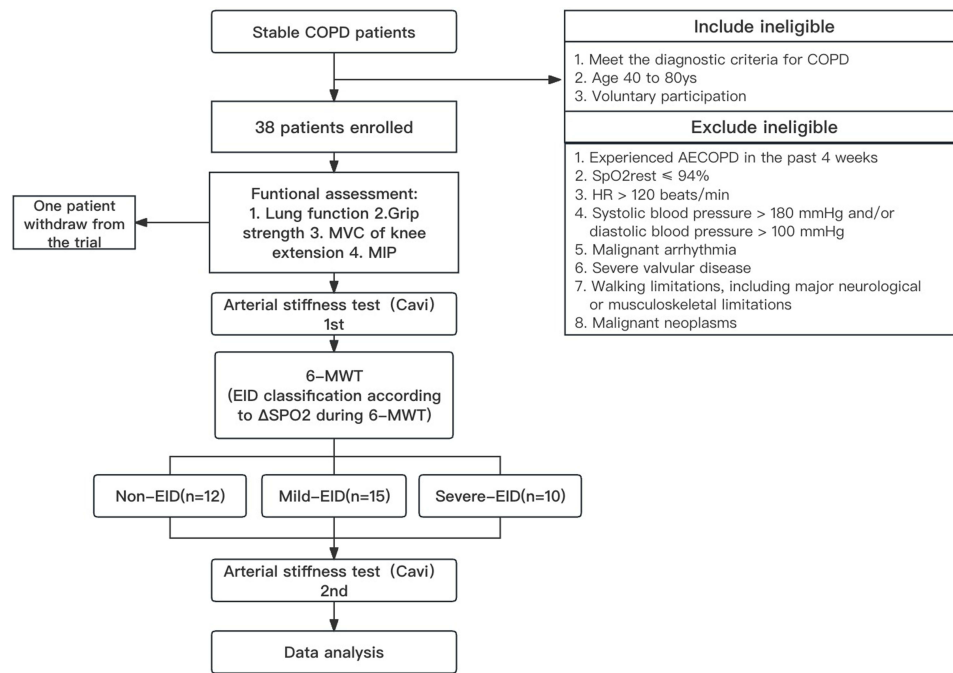 Stable COPD patients
Include ineligible
1. Meet the diagnostic criteria for COPD
2. Age 40 to 80ys
3. Voluntary participation
Exclude ineligible
1. Experienced AECOPD in the past 4 weeks
2. SpO2rest ≤ 94%
3. HR > 120 beats/min
4. Systolic blood pressure > 180 mmHg and/or
diastolic blood pressure > 100 mmHg
5. Malignant arrhythmia
6. Severe valvular disease
7. Walking limitations, including major neurological
or musculoskeletal limitations
8. Malignant neoplasms
38 patients enrolled
Funtional assessment:
1. Lung function 2.Grip
strength 3. MVC of knee
extension 4. MIP
One patient
withdraw from
the trial
Arterial stiffness test（Cavi）
1st
6-MWT
(EID classification according
to ΔSPO2 during 6-MWT)
Non-EID(n=12)
Mild-EID(n=15)
Severe-EID(n=10)
Arterial stiffness test（Cavi）
2nd
Data analysis